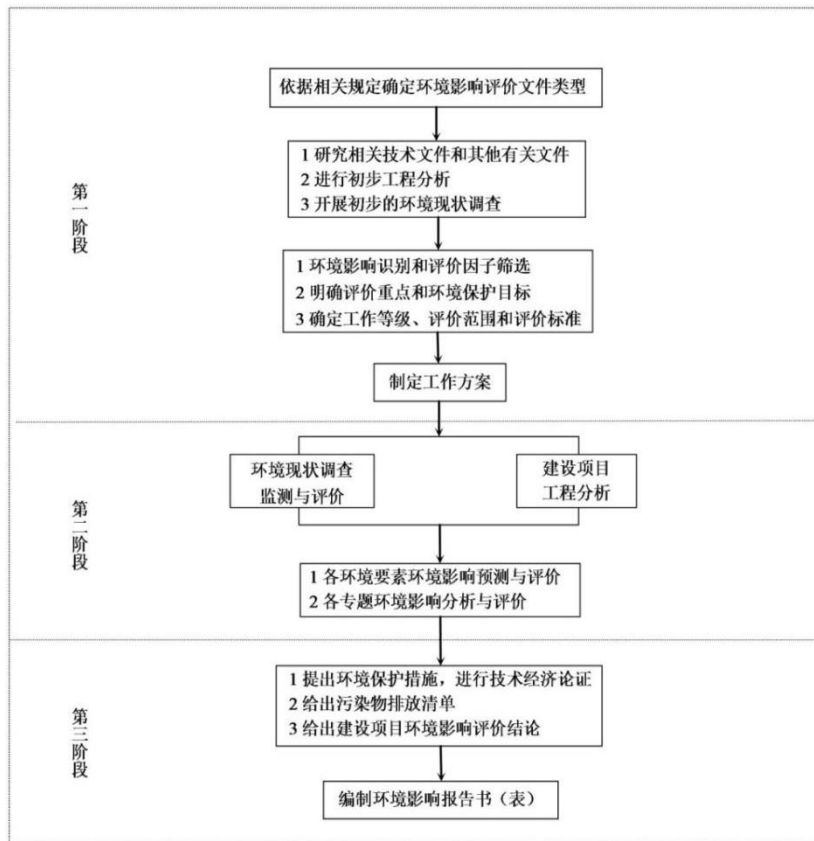 依据相关规定确定环境影响评价文件类型
1 研究相关技术文件和其他有关文件
2 进行初步工程分析
3 开展初步的环境现状调查
第一阶段
1 环境影响识别和评价因子筛选
2 明确评价重点和环境保护目标
3 确定工作等级、评价范围和评价标准
制定工作方案
第二阶段
环境现状调查
监测与评价
建设项目
工程分析
1 各环境要素环境影响预测与评价
2 各专题环境影响分析与评价
第三阶段
1 提出环境保护措施，进行技术经济论证
2 给出污染物排放清单
3 给出建设项目环境影响评价结论
编制环境影响报告书（表）